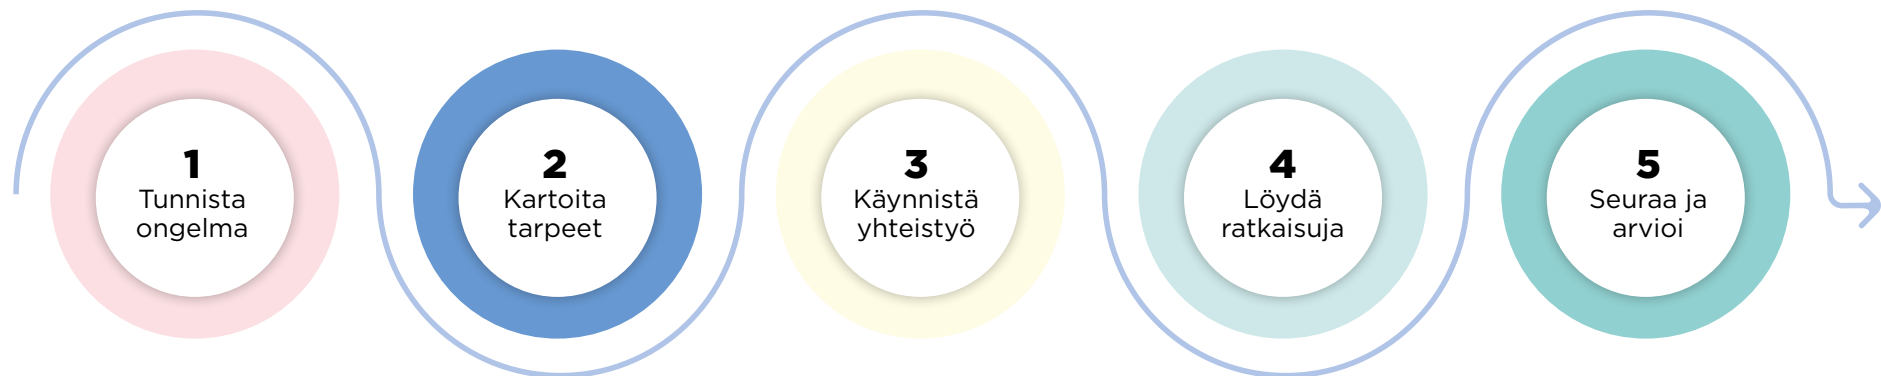 1
Tunnista
ongelma
2
Kartoita
tarpeet
3
Käynnistä
yhteistyö
4
Löydä
ratkaisuja
5
Seuraa ja
arvioi